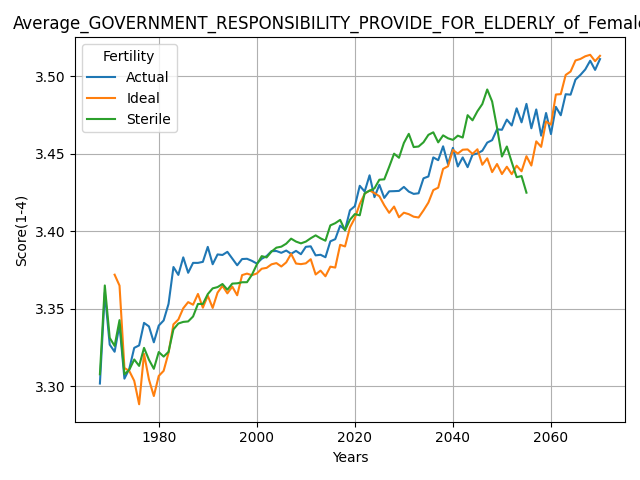 Average_GOVERNMENT_RESPONSIBILITY_PROVIDE_FOR_ELDERLY_of_Female
Fertility
Actual
Ideal
Sterile
3.50
3.45
3.40
3.35
3.30
Score(1-4)
1980 2000 2020 2040 2060
Years